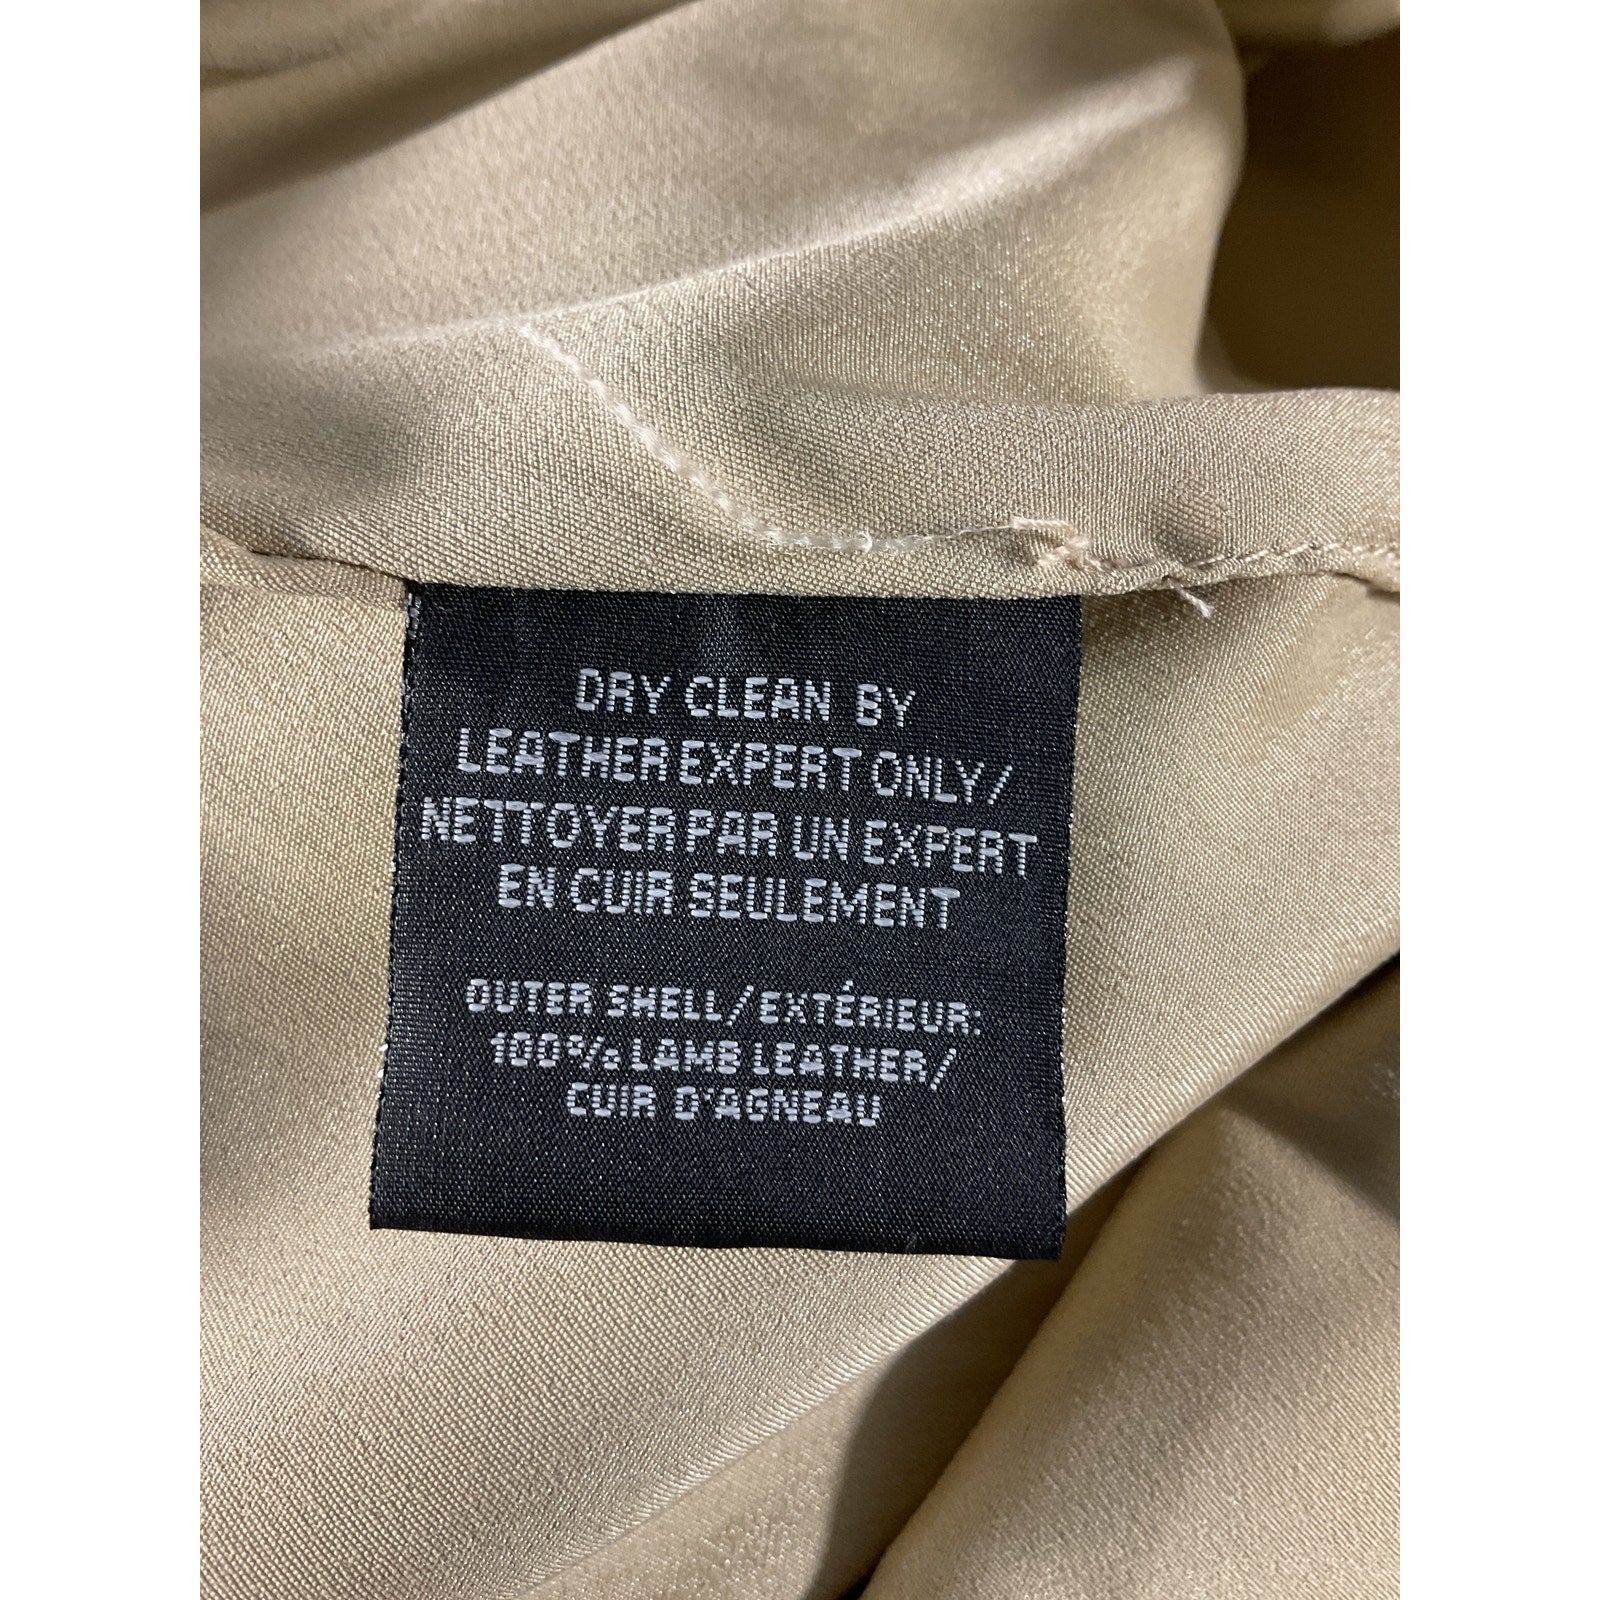 DRY CLEAN BY
LEATHER EXPERT ONLY/
NETTOYER PAR UN EXPERT
EN CUIR SEULEMENT
OUTER SHELL/EXTÉRIEUR:
100% LAMB LEATHER/
CUIR D'AGNEAU